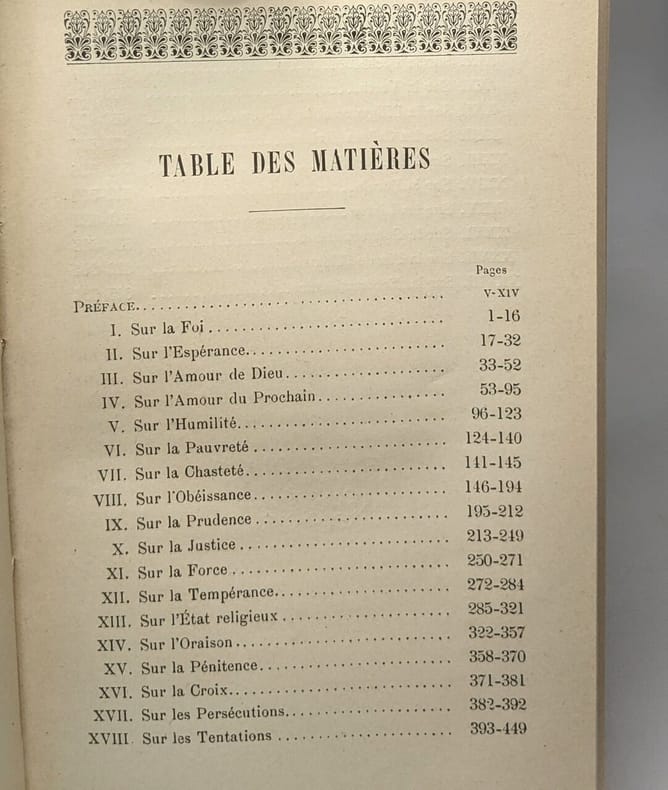 TABLE DES MATIÈRES
Pages
PRÉFACE........................................ V-XIV
I. Sur la Foi.............................. 1-16
II. Sur l'Espérance......................... 17-32
III. Sur l'Amour de Dieu..................... 33-52
IV. Sur l'Amour du Prochain................. 53-95
V. Sur l'Humilité.......................... 96-123
VI. Sur la Pauvreté......................... 124-140
VII. Sur la Chasteté......................... 141-145
VIII. Sur l'Obéissance........................ 146-194
IX. Sur la Prudence......................... 195-212
X. Sur la Justice.......................... 213-249
XI. Sur la Force............................ 250-271
XII. Sur la Tempérance....................... 272-284
XIII. Sur l'État religieux.................... 285-321
XIV. Sur l'Oraison........................... 322-357
XV. Sur la Pénitence........................ 358-370
XVI. Sur la Croix............................ 371-381
XVII. Sur les Persécutions.................... 382-392
XVIII. Sur les Tentations...................... 393-449